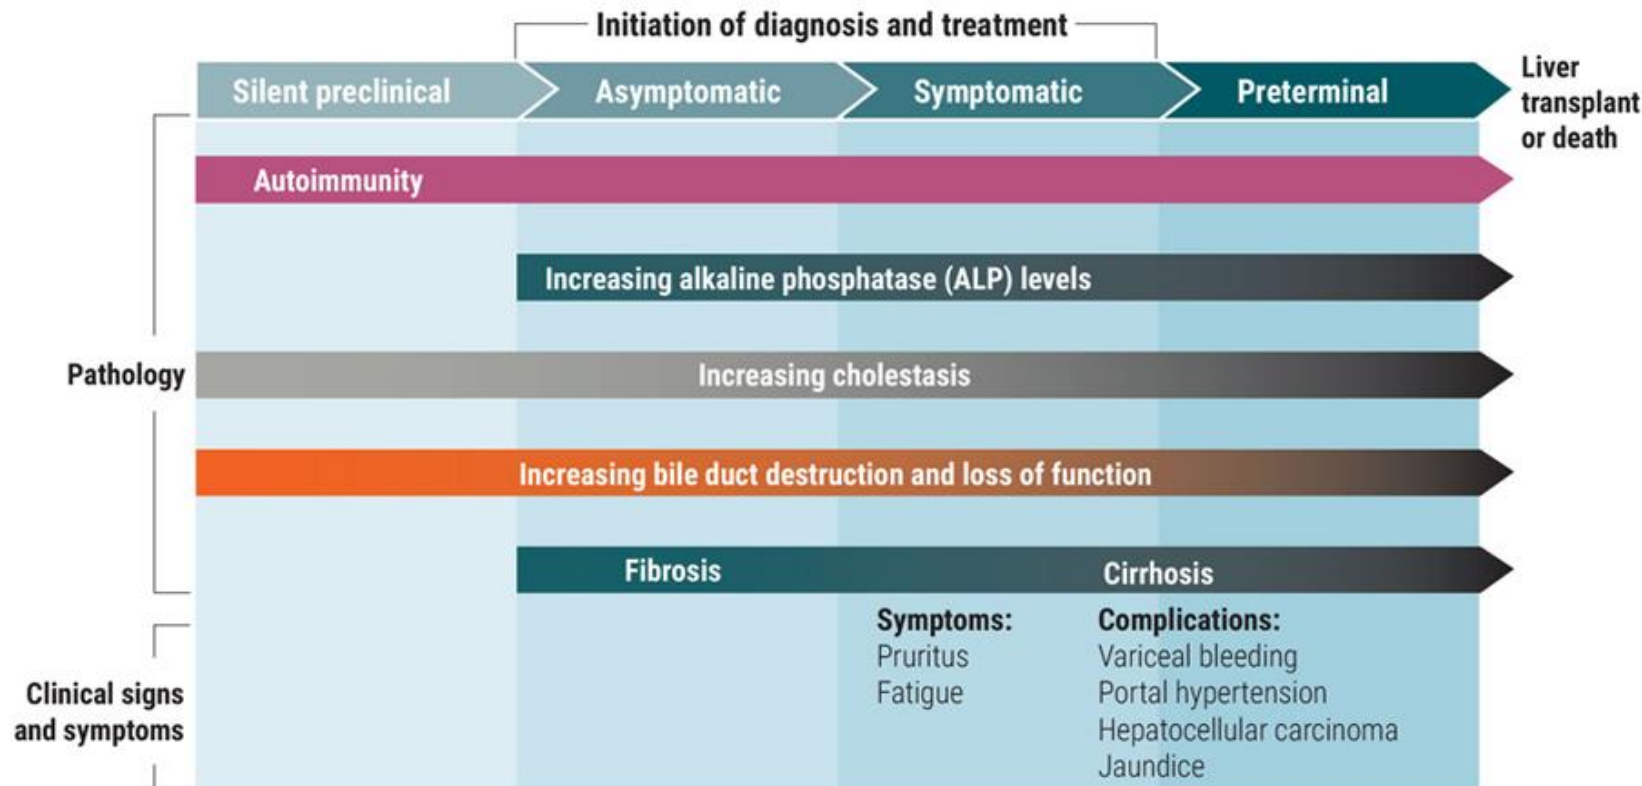 Initiation of diagnosis and treatment
Silent preclinical
Asymptomatic
Symptomatic
Preterminal
Liver
transplant
or death
Autoimmunity
Increasing alkaline phosphatase (ALP) levels
Pathology
Increasing cholestasis
Increasing bile duct destruction and loss of function
Fibrosis
Cirrhosis
Clinical signs
and symptoms
Symptoms:
Pruritus
Fatigue
Complications:
Variceal bleeding
Portal hypertension
Hepatocellular carcinoma
Jaundice